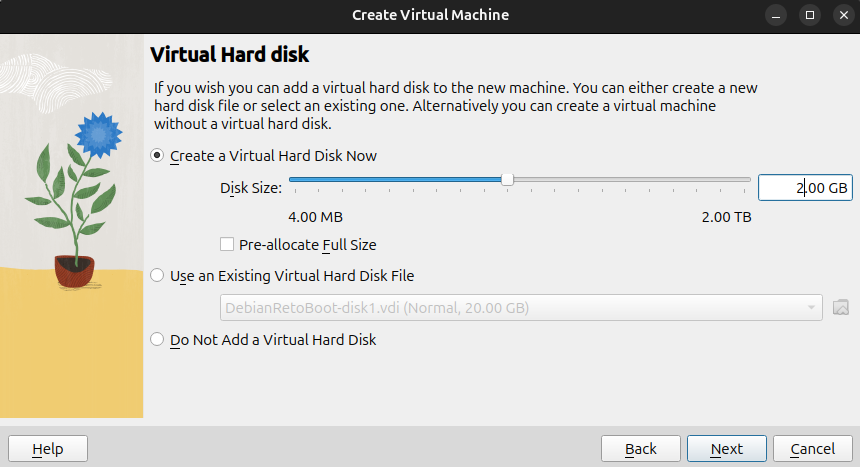 Create Virtual Machine
Virtual Hard disk
If you wish you can add a virtual hard disk to the new machine. You can either create a new
hard disk file or select an existing one. Alternatively you can create a virtual machine
without a virtual hard disk.
Create a Virtual Hard Disk Now
Disk Size:
2.00 GB
4.00 MB
2.00 TB
Pre-allocate Full Size
Use an Existing Virtual Hard Disk File
DebianRetoBoot-disk1.vdi (Normal, 20.00 GB)
Do Not Add a Virtual Hard Disk
Help
Back
Next
Cancel